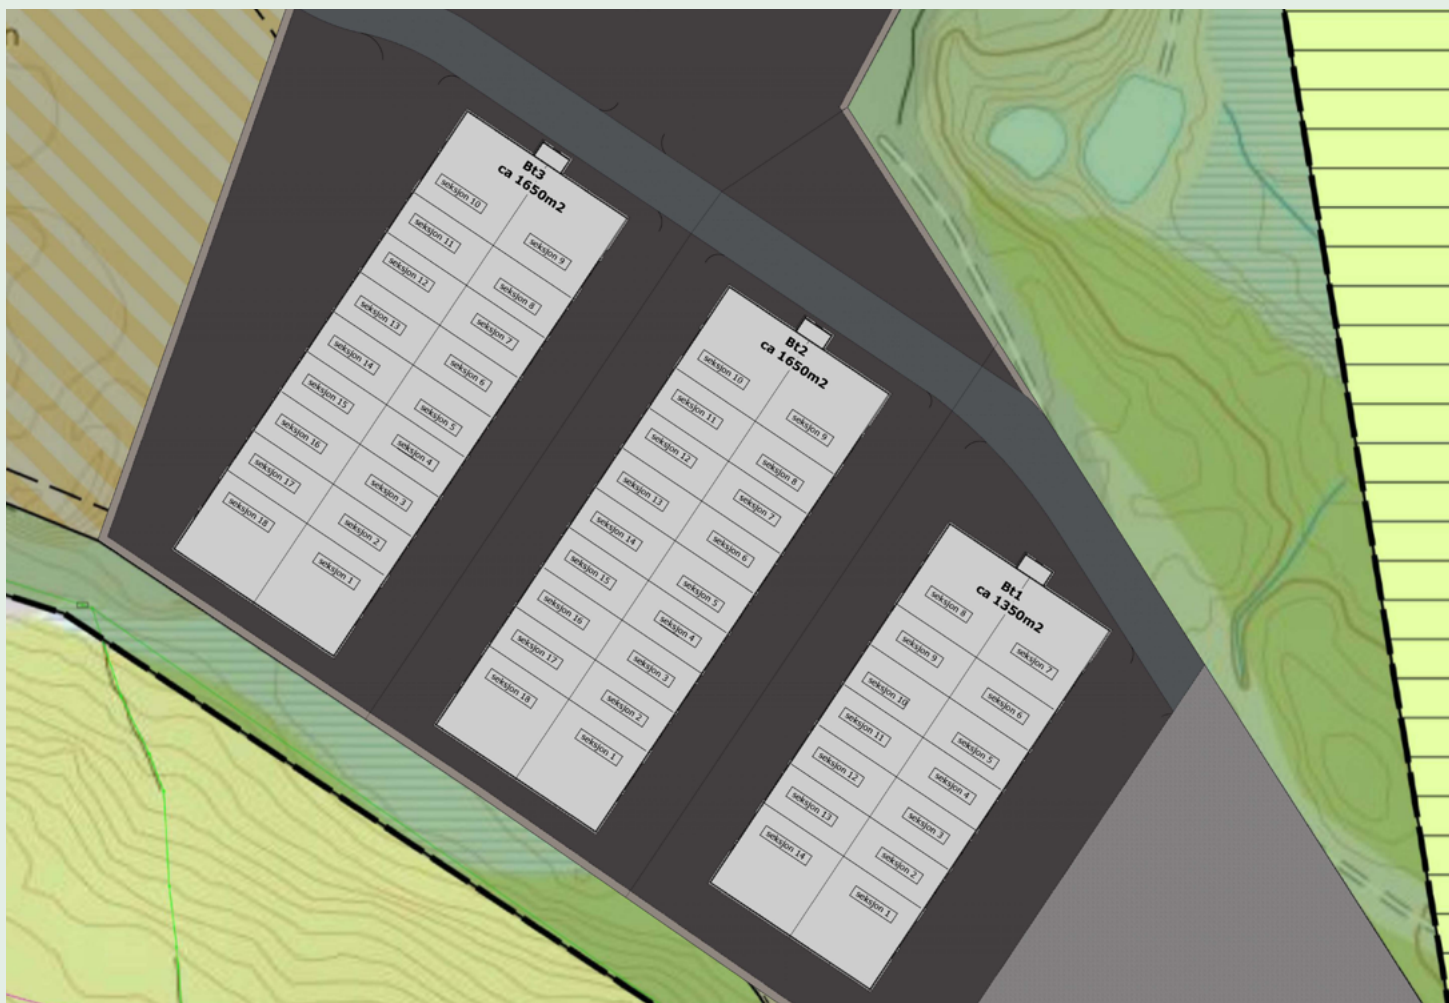 n
Bt3
ca 1650m2
seksjon 10
seksjon 11
seksjon 12
seksjon 13
seksjon 14
seksjon 15
seksjon 16
seksjon 17
seksjon 18
seksjon 9
seksjon 8
seksjon 7
seksjon 6
seksjon 5
seksjon 4
seksjon 3
seksjon 2
seksjon 1
Bt2
ca 1650m2
seksjon 10
seksjon 11
seksjon 12
seksjon 13
seksjon 14
seksjon 15
seksjon 16
seksjon 17
seksjon 18
seksjon 9
seksjon 8
seksjon 7
seksjon 6
seksjon 5
seksjon 4
seksjon 3
seksjon 2
seksjon 1
Bt1
ca 1350m2
seksjon 8
seksjon 9
seksjon 10
seksjon 11
seksjon 12
seksjon 13
seksjon 14
seksjon 7
seksjon 6
seksjon 5
seksjon 4
seksjon 3
seksjon 2
seksjon 1